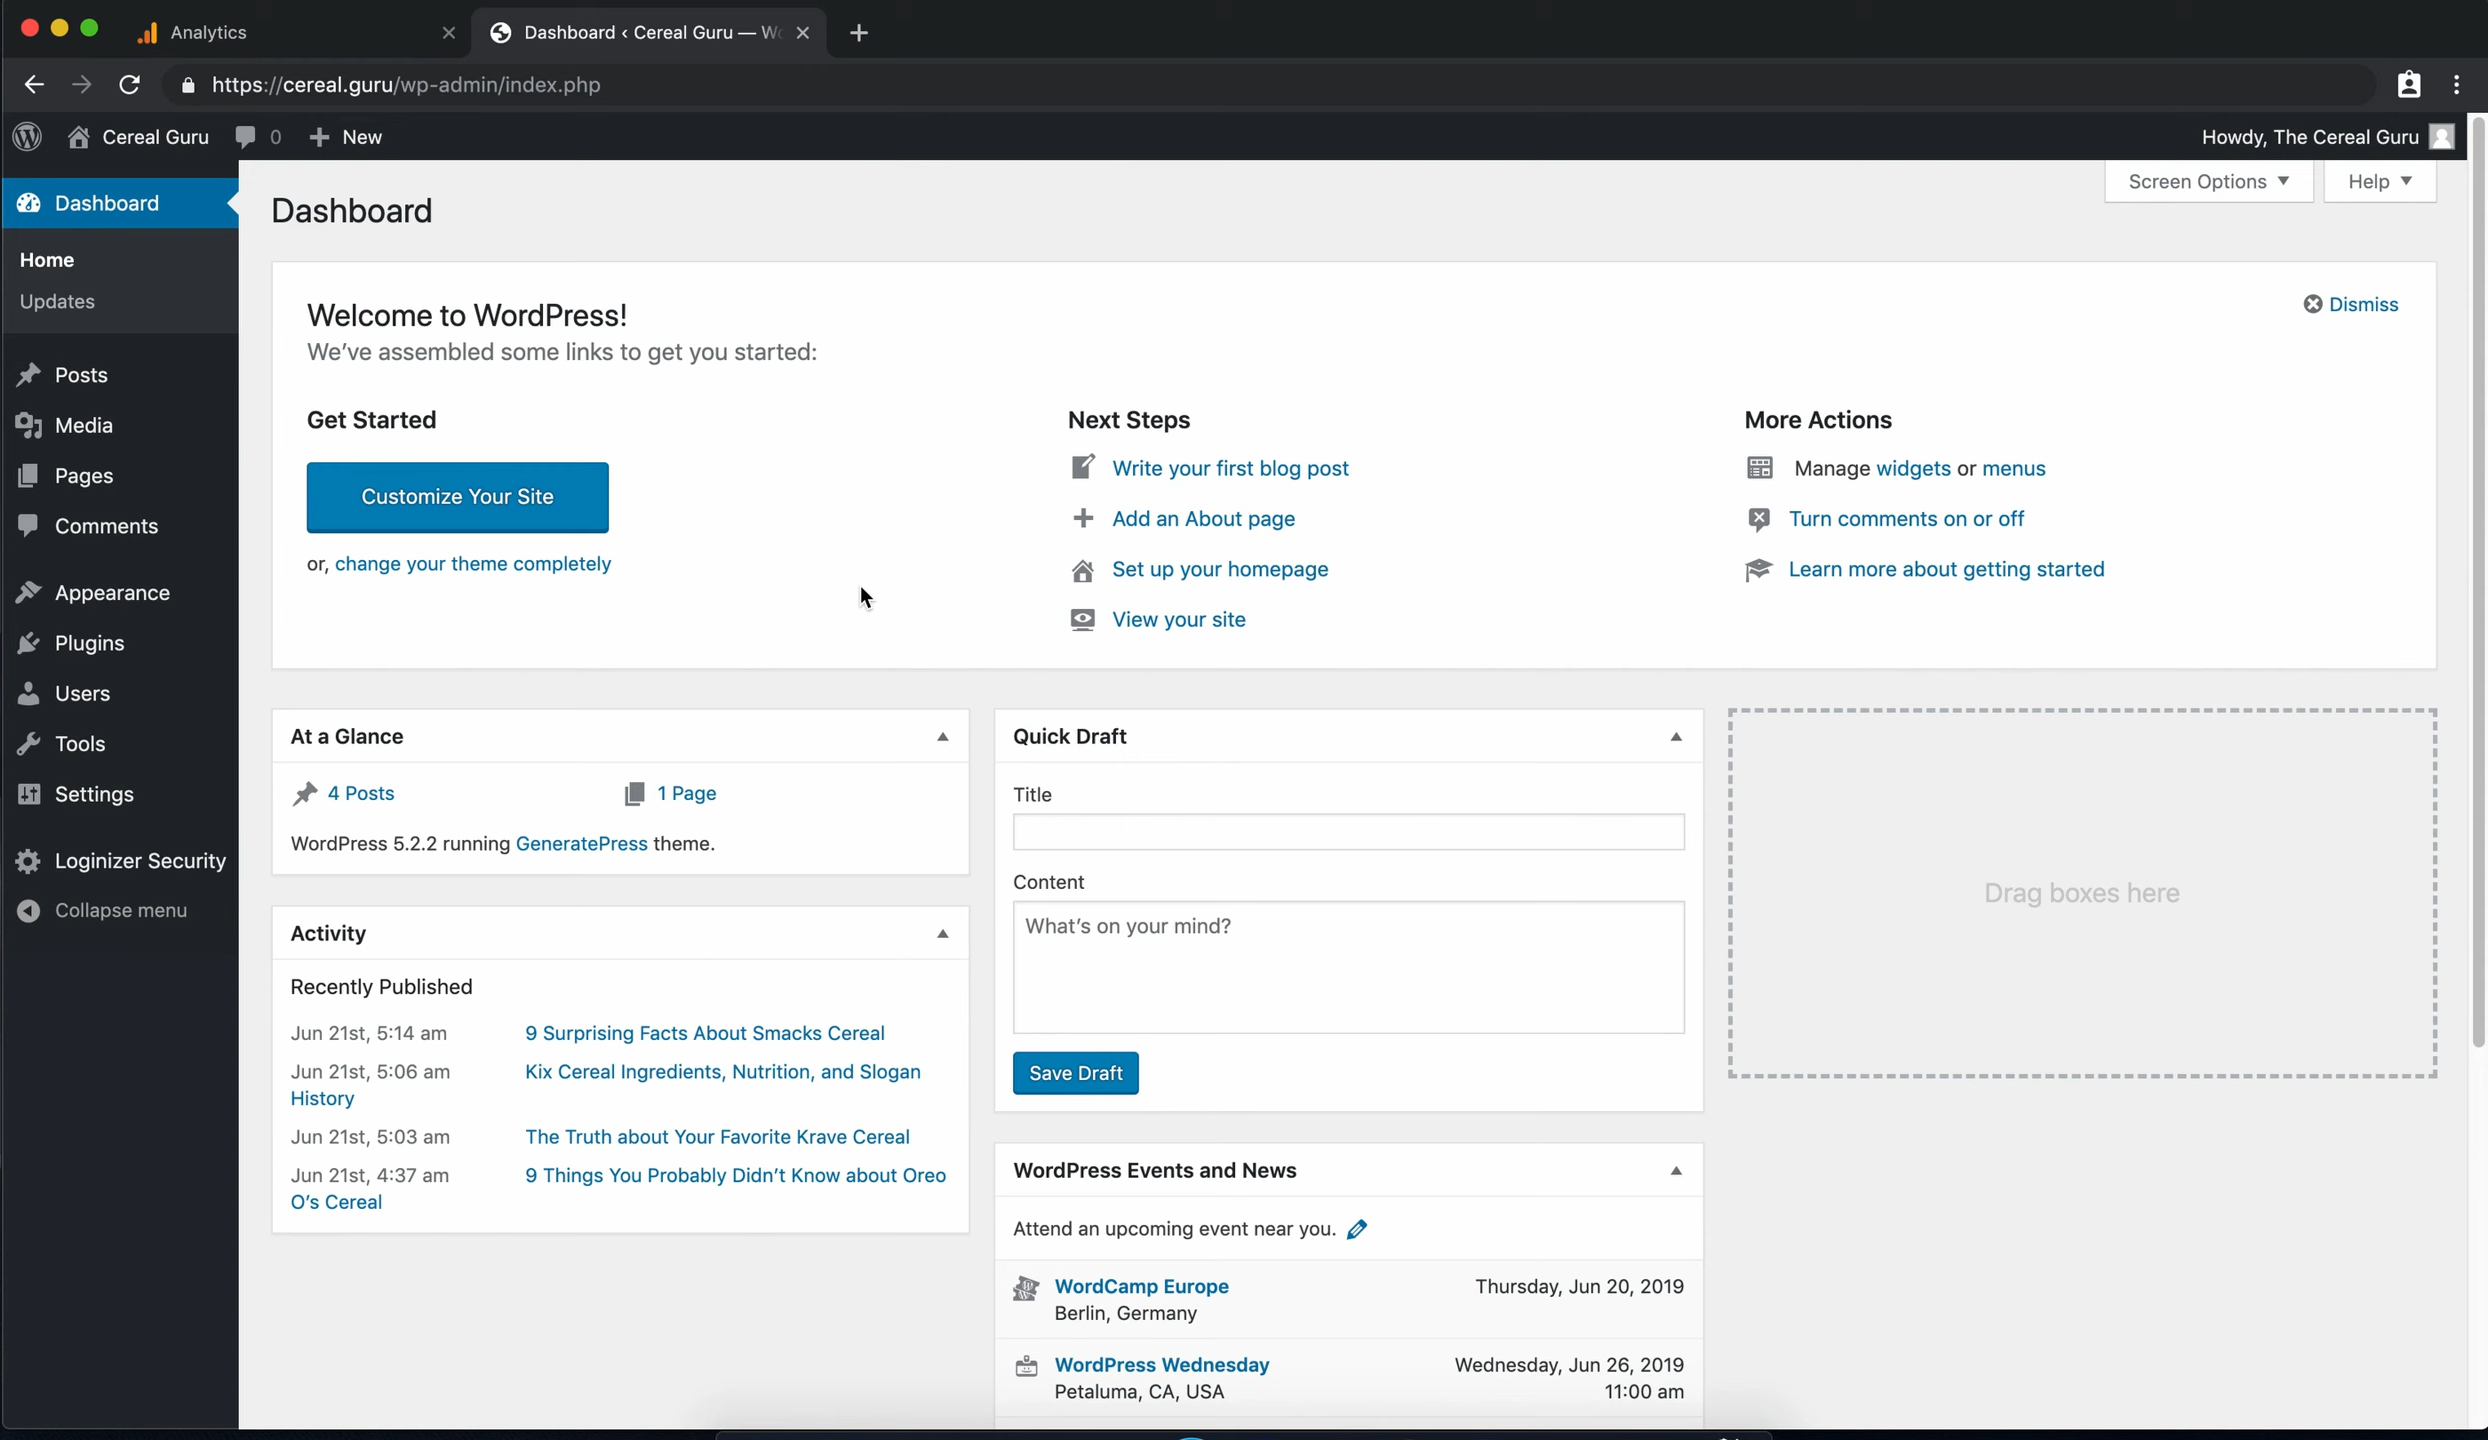 Analytics
Dashboard ‹ Cereal Guru — Wo
https://cereal.guru/wp-admin/index.php
Cereal Guru 0 New
Howdy, The Cereal Guru
Dashboard
Home
Updates
Posts
Media
Pages
Comments
Appearance
Plugins
Users
Tools
Settings
Loginizer Security
Collapse menu
Screen Options
Help
Dashboard
Welcome to WordPress!
We've assembled some links to get you started:
Dismiss
Get Started
Customize Your Site
or, change your theme completely
Next Steps
Write your first blog post
Add an About page
Set up your homepage
View your site
More Actions
Manage widgets or menus
Turn comments on or off
Learn more about getting started
At a Glance
4 Posts 1 Page
WordPress 5.2.2 running GeneratePress theme.
Activity
Recently Published
Jun 21st, 5:14 am 9 Surprising Facts About Smacks Cereal
Jun 21st, 5:06 am Kix Cereal Ingredients, Nutrition, and Slogan
History
Jun 21st, 5:03 am The Truth about Your Favorite Krave Cereal
Jun 21st, 4:37 am 9 Things You Probably Didn't Know about Oreo
O's Cereal
Quick Draft
Title
Content
What's on your mind?
Save Draft
WordPress Events and News
Attend an upcoming event near you.
WordCamp Europe Thursday, Jun 20, 2019
Berlin, Germany
WordPress Wednesday Wednesday, Jun 26, 2019
Petaluma, CA, USA 11:00 am
Drag boxes here